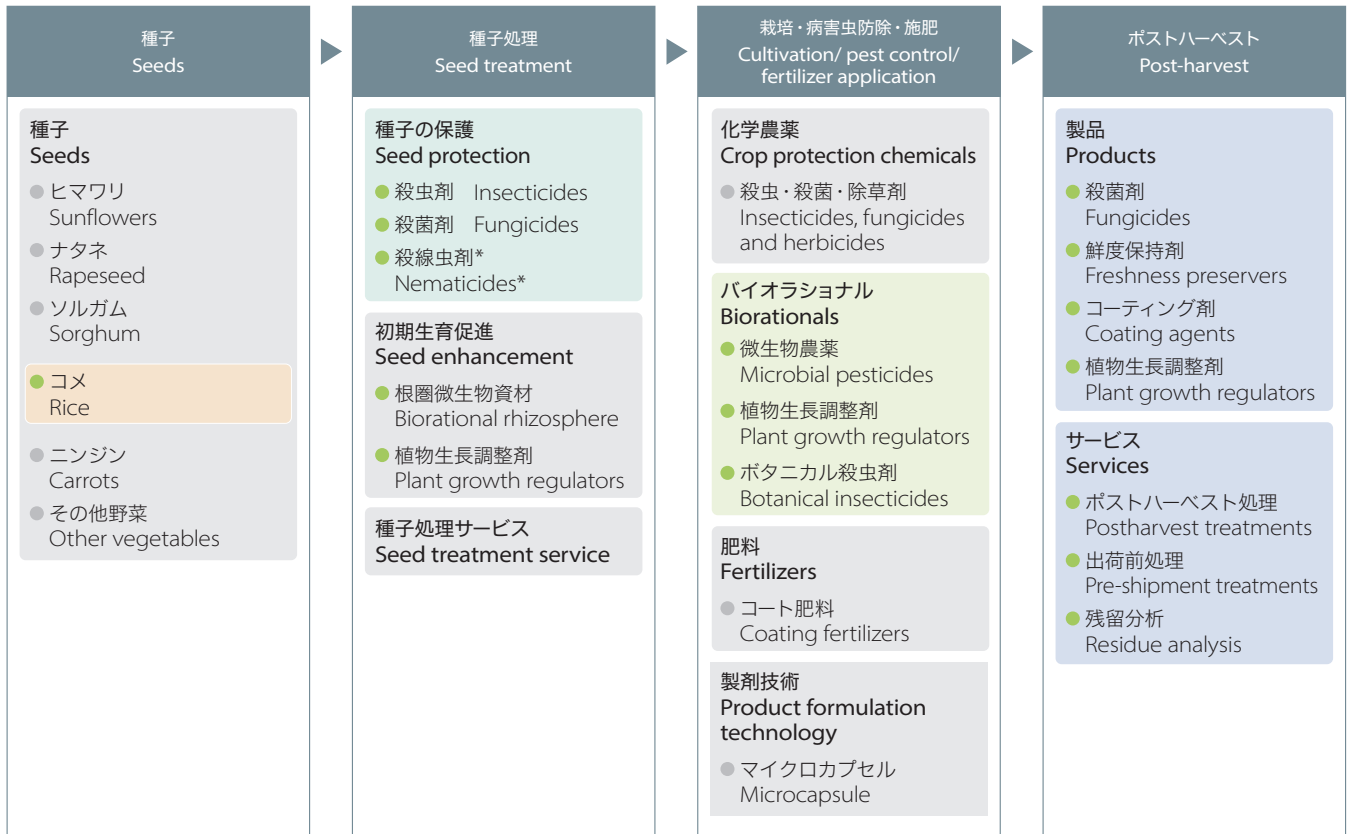 種子
Seeds
種子
Seeds
ヒマワリ
Sunflowers
ナタネ
Rapeseed
ソルガム
Sorghum
コメ
Rice
ニンジン
Carrots
その他野菜
Other vegetables
種子処理
Seed treatment
種子の保護
Seed protection
殺虫剤 Insecticides
殺菌剤 Fungicides
殺線虫剤*
Nematicides*
初期生育促進
Seed enhancement
根圏微生物資材
Biorational rhizosphere
植物生長調整剤
Plant growth regulators
種子処理サービス
Seed treatment service
栽培・病害虫防除・施肥
Cultivation/ pest control/
fertilizer application
化学農薬
Crop protection chemicals
殺虫・殺菌・除草剤
Insecticides, fungicides
and herbicides
バイオラショナル
Biorationals
微生物農薬
Microbial pesticides
植物生長調整剤
Plant growth regulators
ボタニカル殺虫剤
Botanical insecticides
肥料
Fertilizers
コート肥料
Coating fertilizers
製剤技術
Product formulation
technology
マイクロカプセル
Microcapsule
ポストハーベスト
Post-harvest
製品
Products
殺菌剤
Fungicides
鮮度保持剤
Freshness preservers
コーティング剤
Coating agents
植物生長調整剤
Plant growth regulators
サービス
Services
ポストハーベスト処理
Postharvest treatments
出荷前処理
Pre-shipment treatments
残留分析
Residue analysis